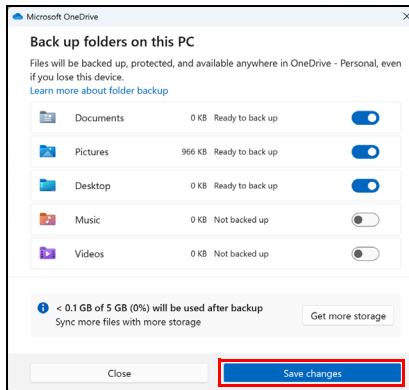 Microsoft OneDrive
Back up folders on this PC
Files will be backed up, protected, and available anywhere in OneDrive - Personal, even
if you lose this device.
Learn more about folder backup
Documents 0 KB Ready to back up
Pictures 966 KB Ready to back up
Desktop 0 KB Ready to back up
Music 0 KB Not backed up
Videos 0 KB Not backed up
< 0.1 GB of 5 GB (0%) will be used after backup
Sync more files with more storage
Get more storage
Close
Save changes